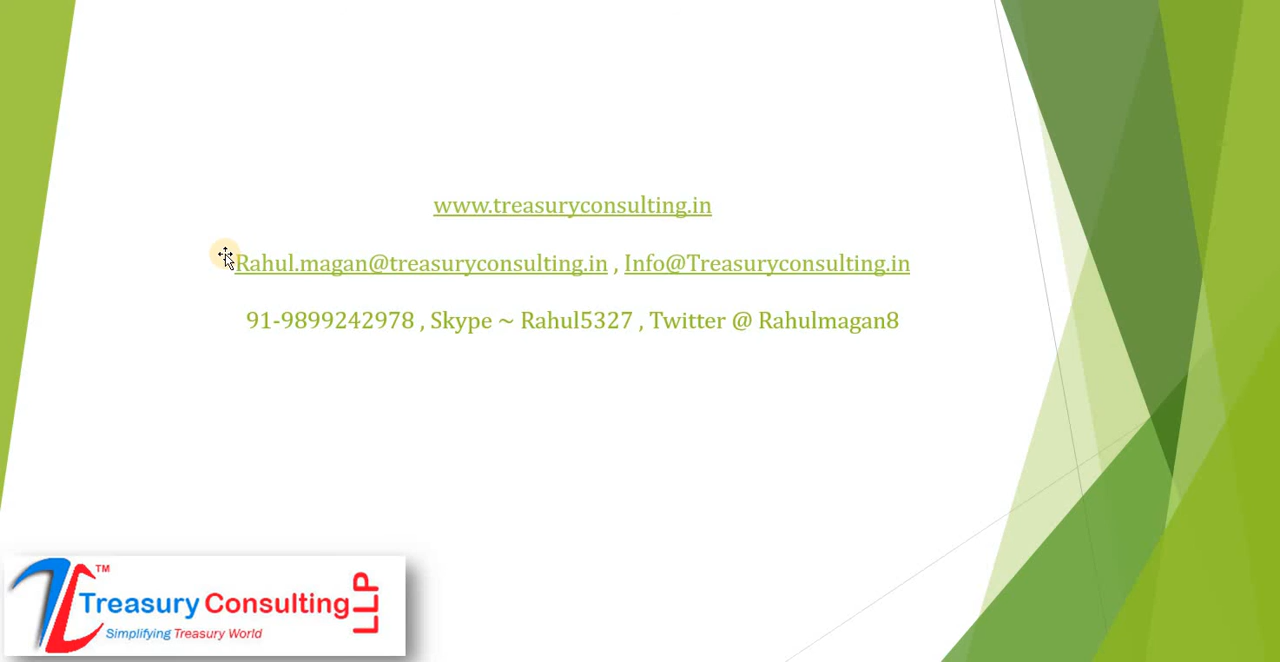 www.treasuryconsulting.in
Rahul.magan@treasuryconsulting.in , Info@Treasuryconsulting.in
91-9899242978 , Skype ~ Rahul5327 , Twitter @ Rahulmagan8
TM
Treasury Consulting LLP
Simplifying Treasury World